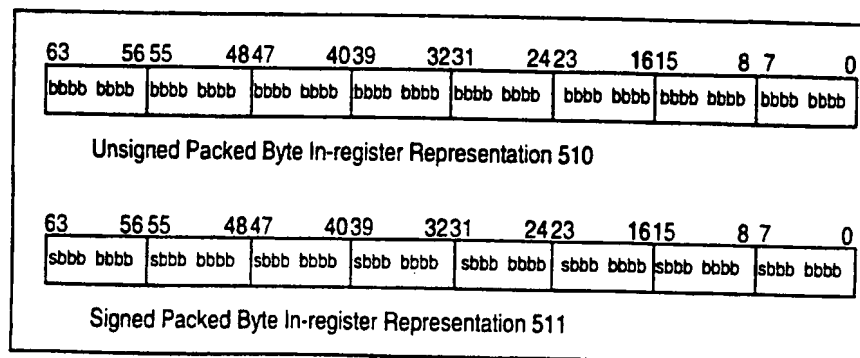 63 56 55 48 47 40 39 32 31 24 23 16 15 8 7 0
bbbb bbbb bbbb bbbb bbbb bbbb bbbb bbbb bbbb bbbb bbbb bbbb bbbb bbbb bbbb bbbb
Unsigned Packed Byte In-register Representation 510
63 56 55 48 47 40 39 32 31 24 23 16 15 8 7 0
sbbb bbbb sbbb bbbb sbbb bbbb sbbb bbbb sbbb bbbb sbbb bbbb sbbb bbbb sbbb bbbb
Signed Packed Byte In-register Representation 511